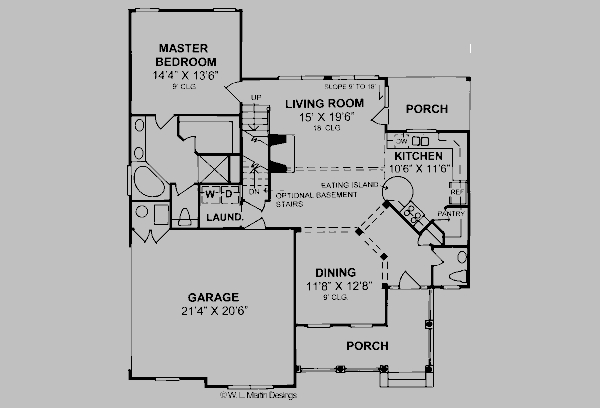 MASTER
BEDROOM
14'4" X 13'6"
9' CLG.
UP
SLOPE 9' TO 18'
LIVING ROOM
15' X 19'6"
18' CLG.
PORCH
DW
KITCHEN
10'6" X 11'6"
EATING ISLAND
REF
W D
DN
OPTIONAL BASEMENT
STAIRS
LAUND.
PANTRY
DINING
11'8" X 12'8"
9' CLG.
GARAGE
21'4" X 20'6"
PORCH
© W. L. Martin Desings